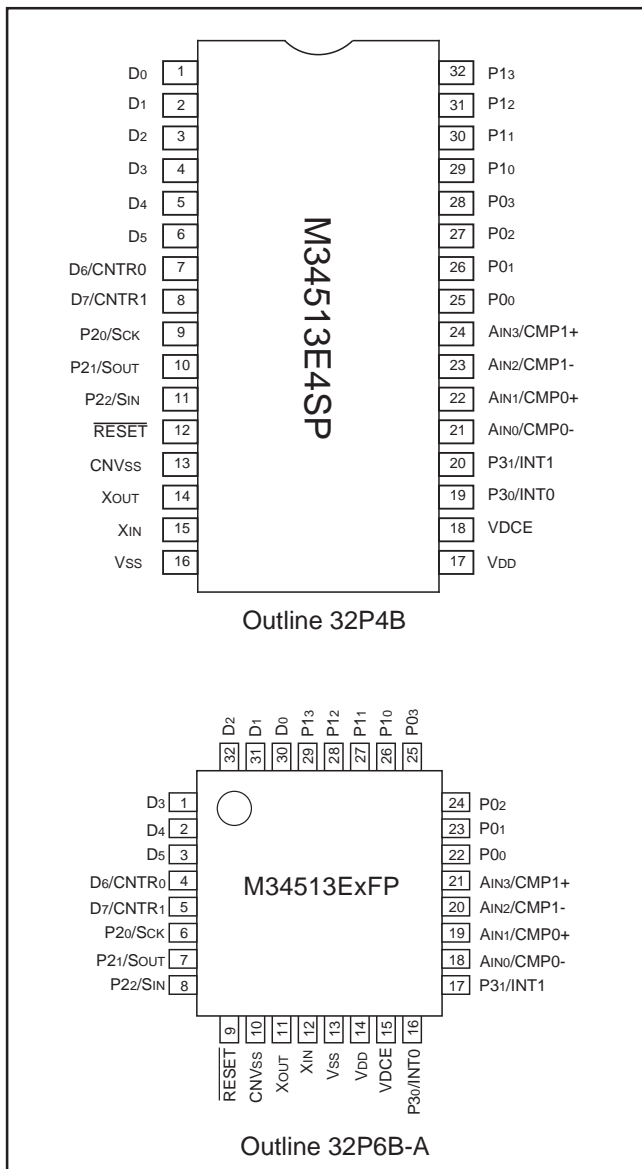 D0 1 32 P13
D1 2 31 P12
D2 3 30 P11
D3 4 29 P10
D4 5 28 P03
D5 6 27 P02
D6/CNTR0 7 26 P01
D7/CNTR1 8 25 P00
P20/SCK 9 24 AIN3/CMP1+
P21/SOUT 10 23 AIN2/CMP1-
P22/SIN 11 22 AIN1/CMP0+
RESET 12 21 AIN0/CMP0-
CNVSS 13 20 P31/INT1
XOUT 14 19 P30/INT0
XIN 15 18 VDCE
VSS 16 17 VDD
M34513E4SP
Outline 32P4B
D2 D1 D0 P13 P12 P11 P10 P03
32 31 30 29 28 27 26 25
D3 1 24 P02
D4 2 23 P01
D5 3 22 P00
D6/CNTR0 4 21 AIN3/CMP1+
D7/CNTR1 5 20 AIN2/CMP1-
P20/SCK 6 19 AIN1/CMP0+
P21/SOUT 7 18 AIN0/CMP0-
P22/SIN 8 17 P31/INT1
M34513ExFP
9 10 11 12 13 14 15 16
RESET CNVSS XOUT XIN VSS VDD VDCE P30/INT0
Outline 32P6B-A